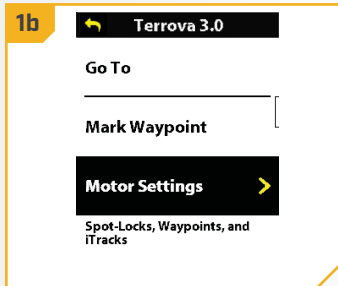 1b
Terrova 3.0
Go To
Mark Waypoint
Motor Settings
Spot-Locks, Waypoints, and
iTracks